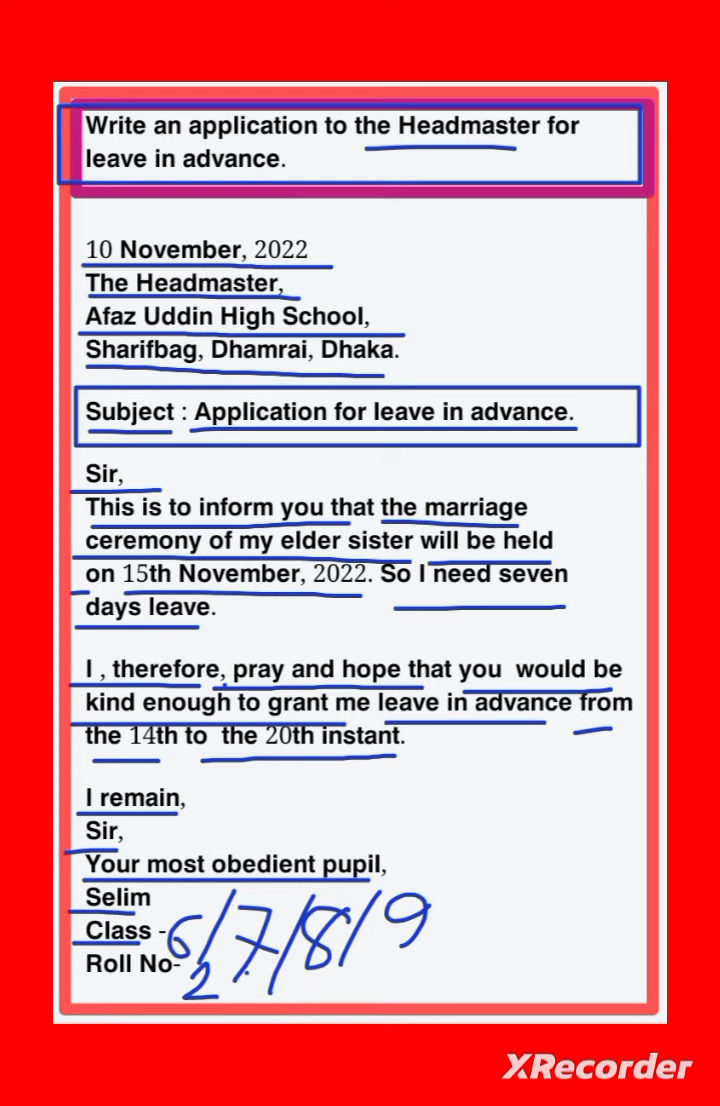 Write an application to the Headmaster for
leave in advance.
10 November, 2022
The Headmaster,
Afaz Uddin High School,
Sharifbag, Dhamrai, Dhaka.
Subject : Application for leave in advance.
Sir,
This is to inform you that the marriage
ceremony of my elder sister will be held
on 15th November, 2022. So I need seven
days leave.
I , therefore, pray and hope that you would be
kind enough to grant me leave in advance from
the 14th to the 20th instant.
I remain,
Sir,
Your most obedient pupil,
Selim
Class - 6/7/8/9
Roll No- 2
XRecorder